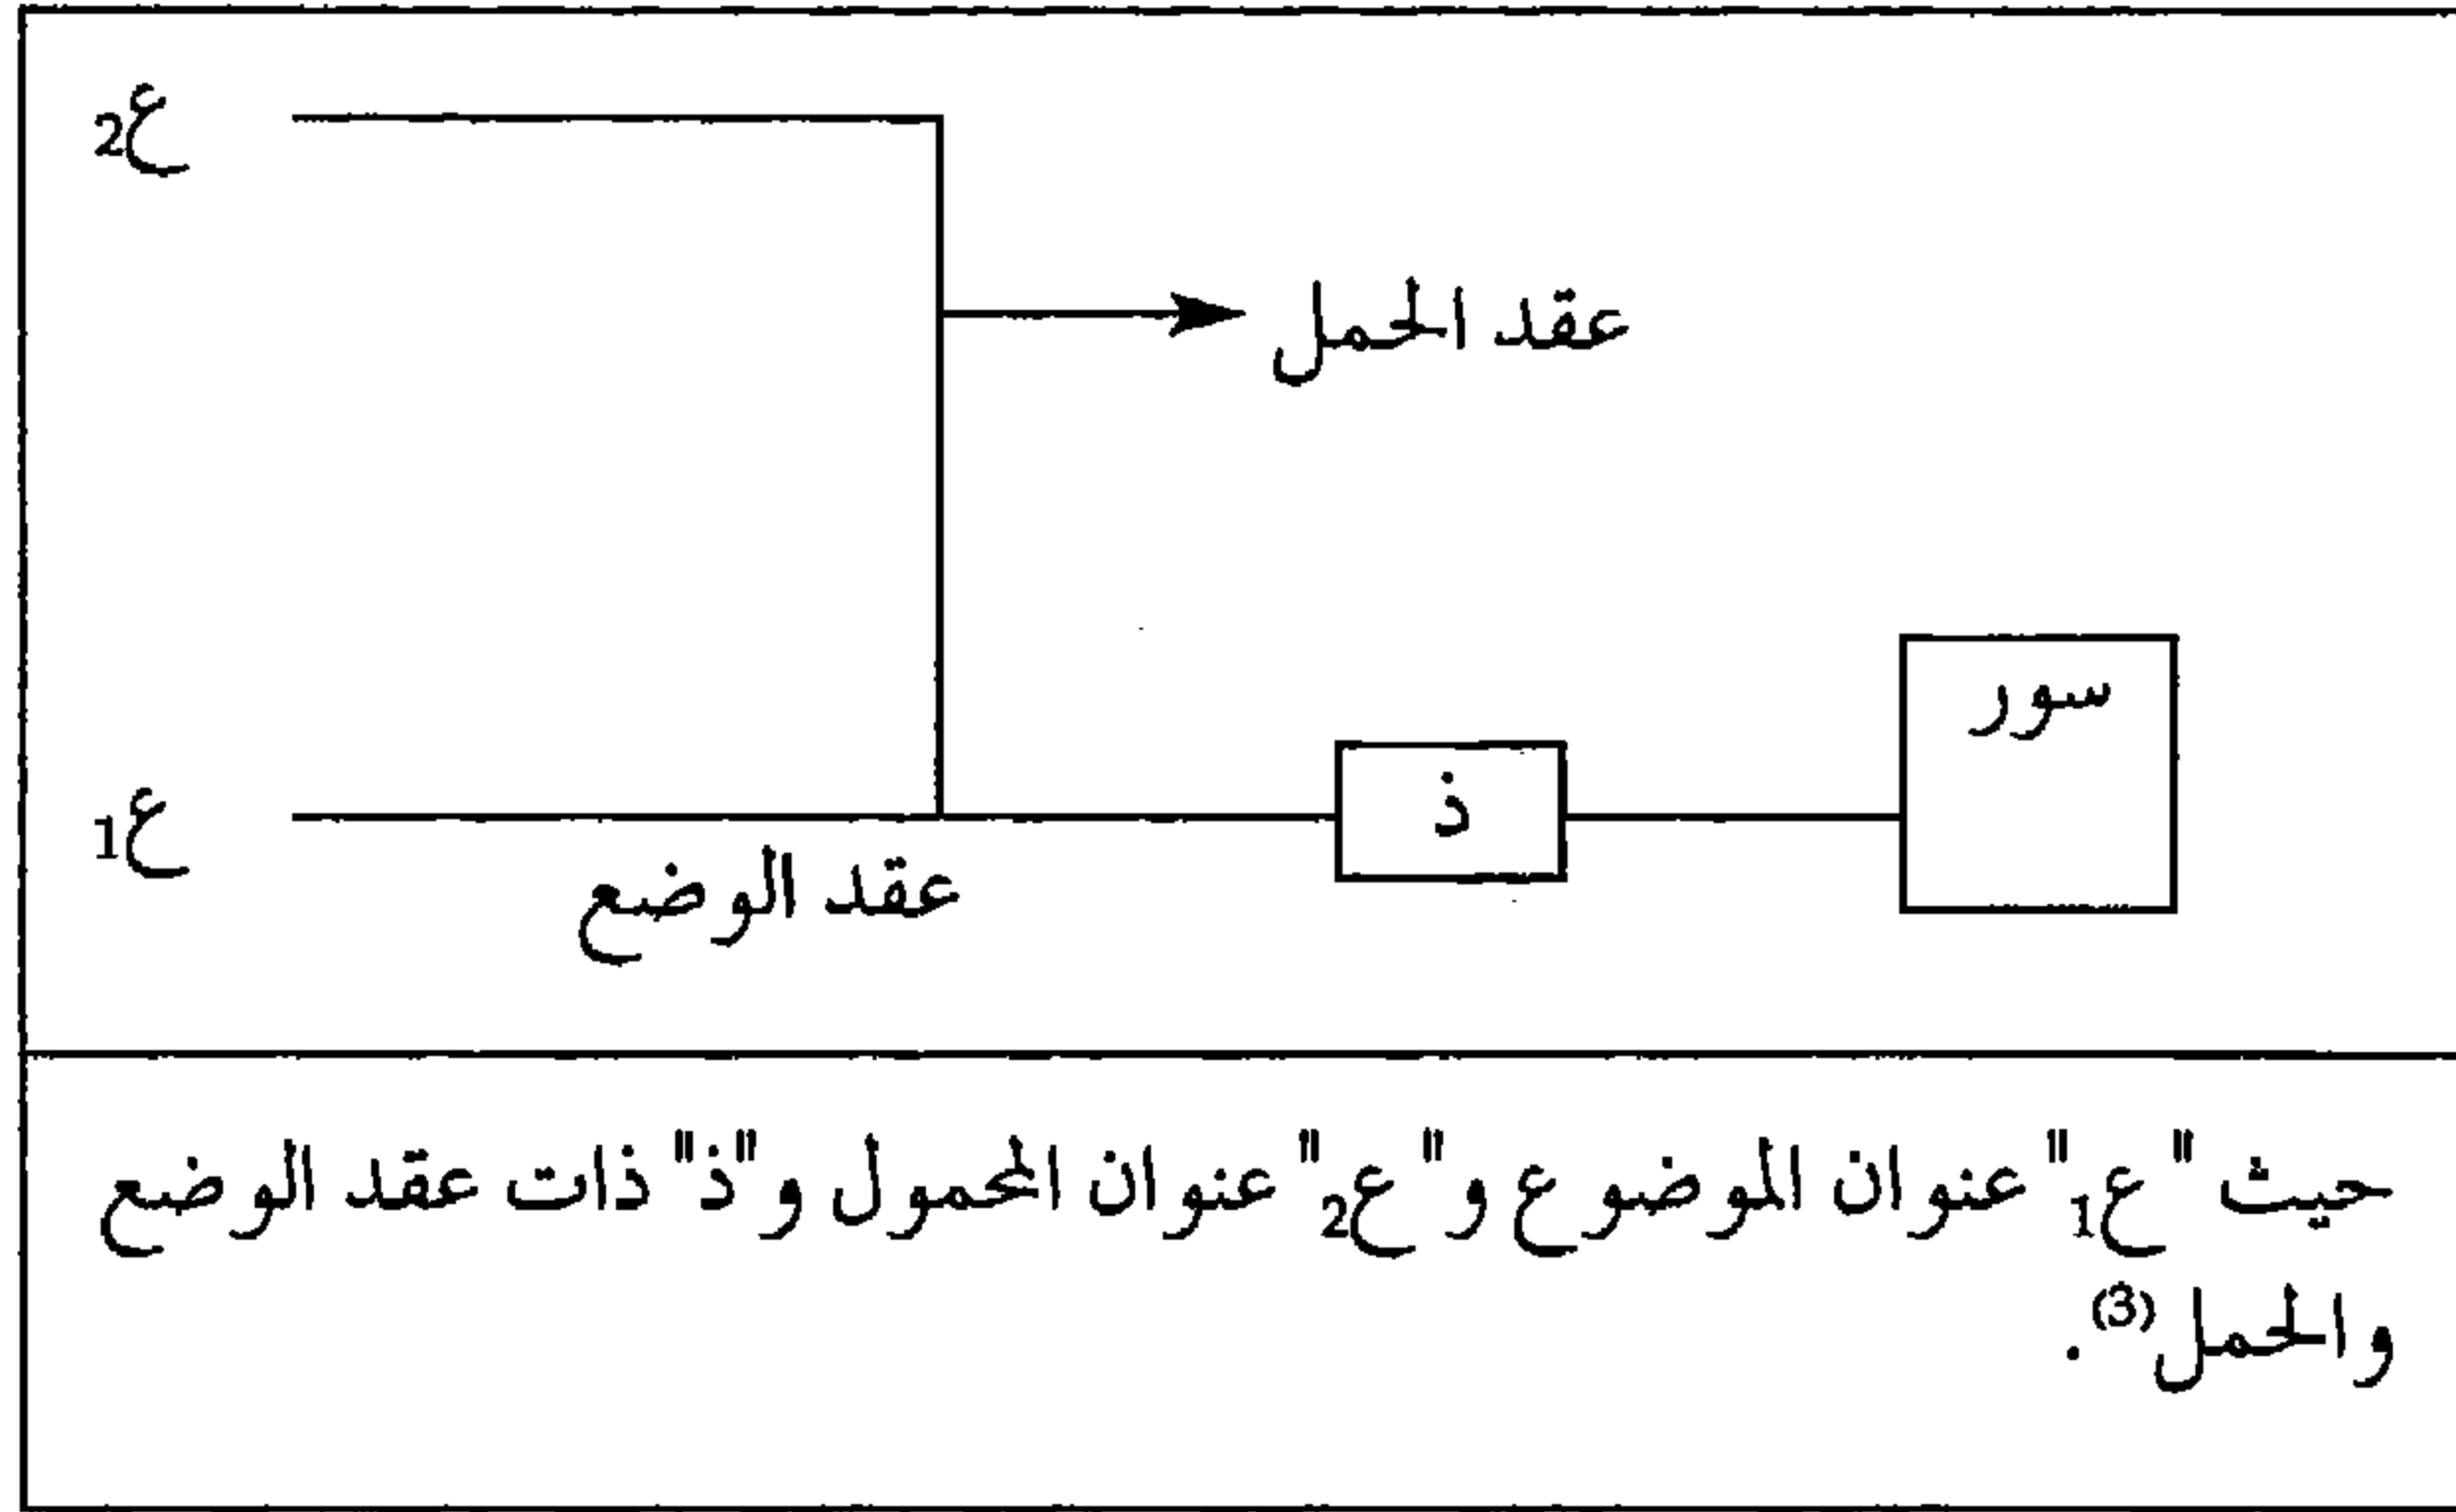 ع2
عقد الحمل
سور
ذ
ع1
عقد الوضع
حيث "ع1" عنوان الموضوع و"ع2" عنوان المحمول و"ذ" ذات عقد الوضع
والحمل(3).